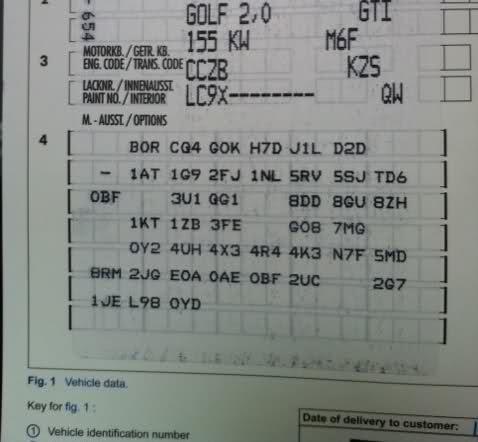 654
GOLF 2,0 GTI
155 KW M6F
3 MOTORKB. / GETR. KB.
ENG. CODE / TRANS. CODE CCZB KZS
LACKNR. / INNENAUSST.
PAINT NO. / INTERIOR LC9X-------- QW
M. - AUSST. / OPTIONS
4
BOR CQ4 GOK H7D J1L D2D
- 1AT 1G9 2FJ 1NL 5RV 5SJ TD6
OBF 3U1 QG1 8DD 8GU 8ZH
1KT 1ZB 3FE GO8 7MG
OY2 4UH 4X3 4R4 4K3 N7F 5MD
8RM 2JG EOA OAE OBF 2UC 2G7
1JE L98 OYD
Fig. 1 Vehicle data.
Key for fig. 1 :
Date of delivery to customer:
1 Vehicle identification number